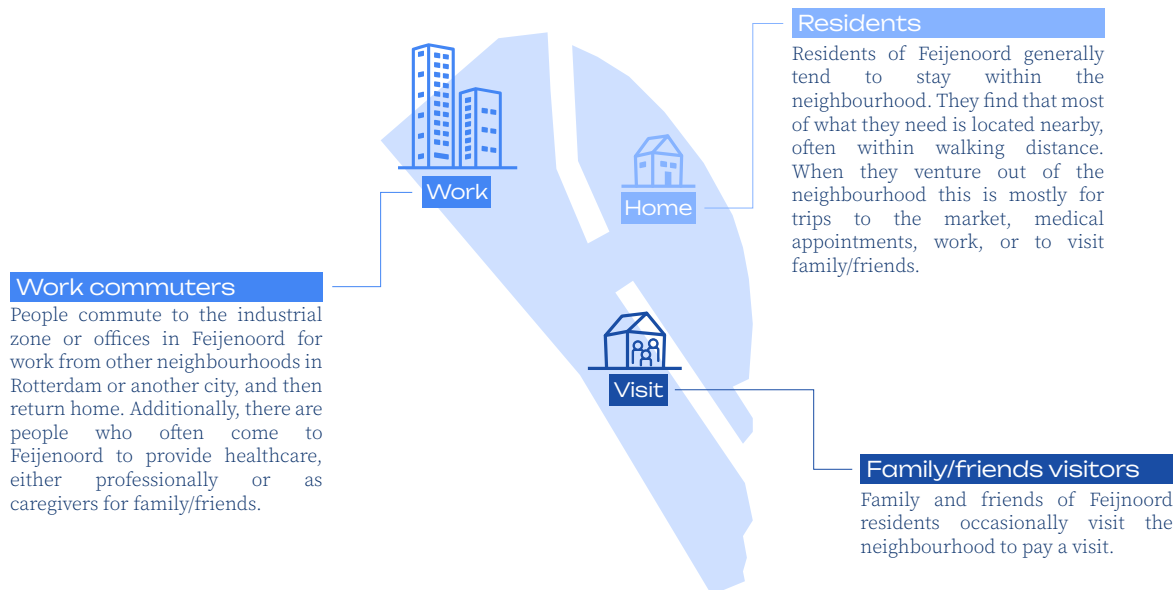 Residents
Residents of Feijenoord generally
tend to stay within the
neighbourhood. They find that most
of what they need is located nearby,
often within walking distance.
When they venture out of the
neighbourhood this is mostly for
trips to the market, medical
appointments, work, or to visit
family/friends.
Work
Home
Work commuters
People commute to the industrial
zone or offices in Feijenoord for
work from other neighbourhoods in
Rotterdam or another city, and then
return home. Additionally, there are
people who often come to
Feijenoord to provide healthcare,
either professionally or as
caregivers for family/friends.
Visit
Family/friends visitors
Family and friends of Feijnoord
residents occasionally visit the
neighbourhood to pay a visit.